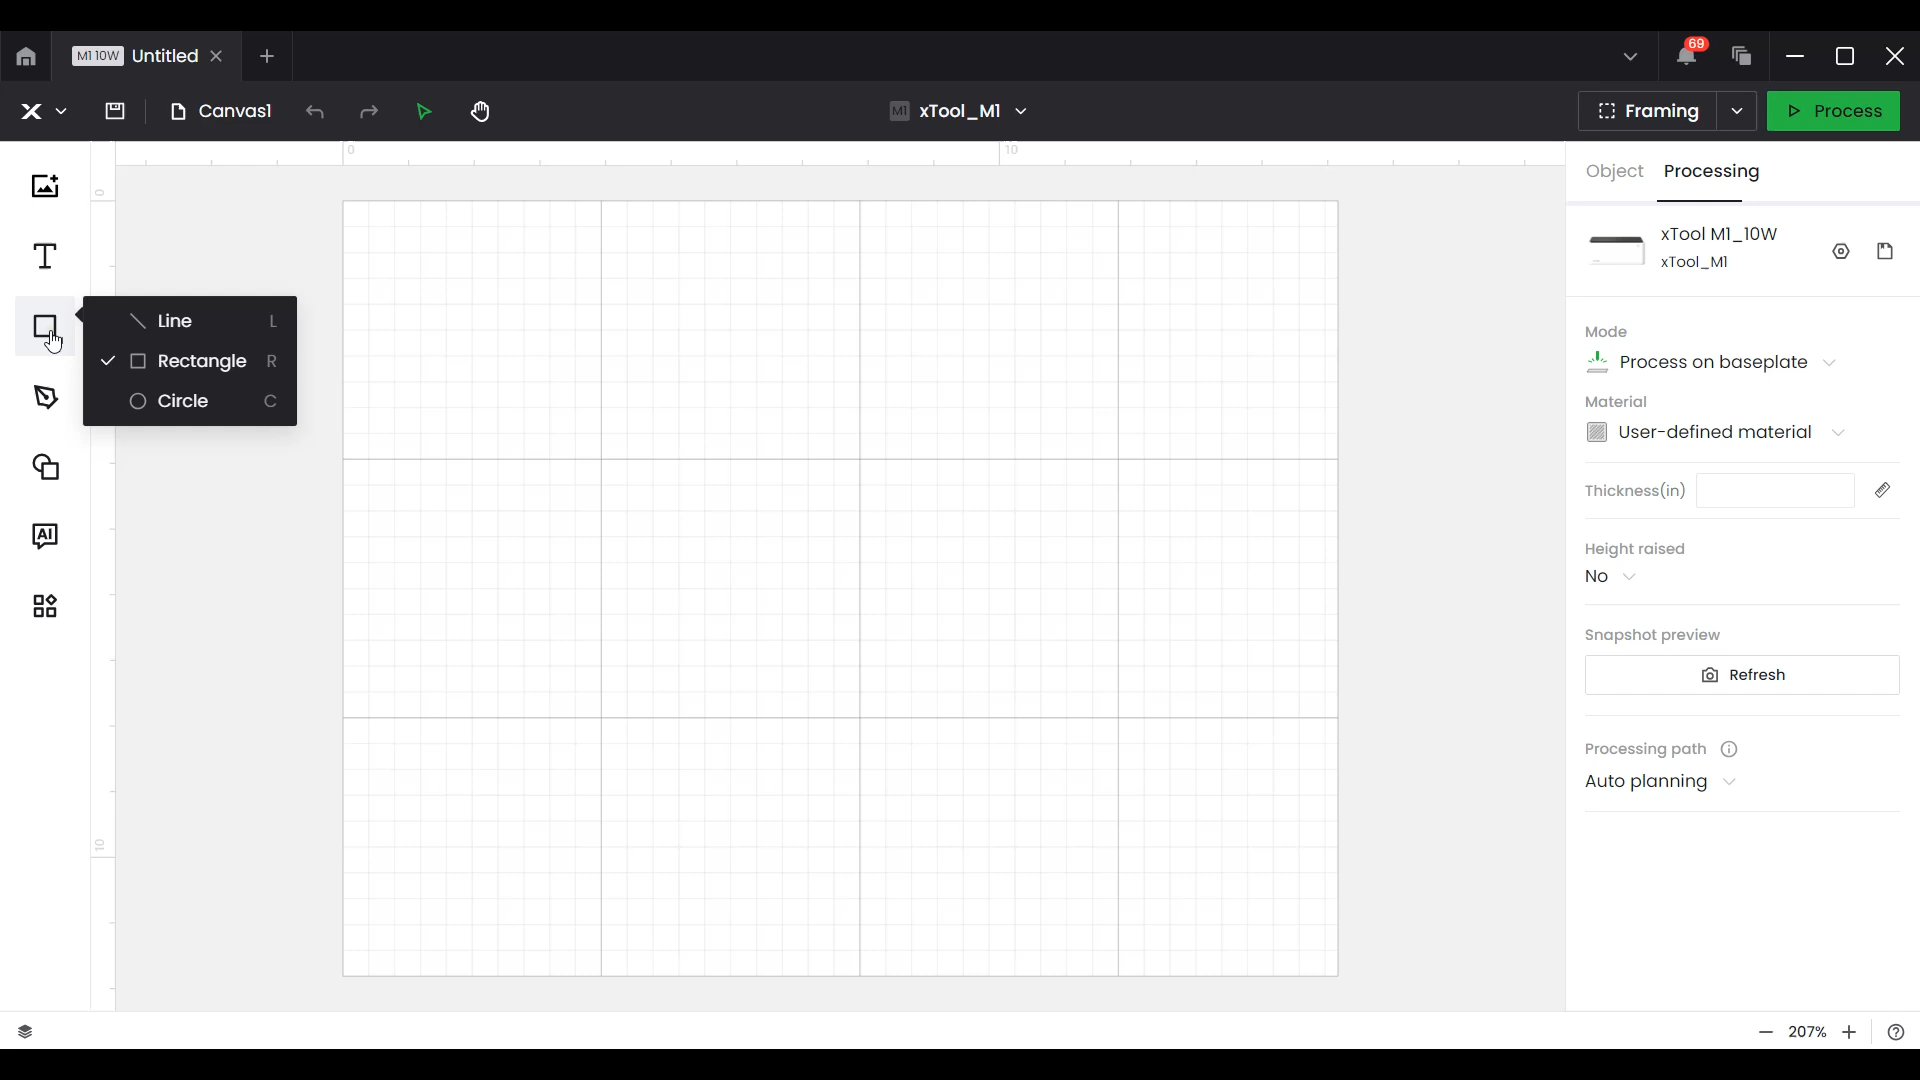 M1 10W Untitled
69
Canvas1
M1 xTool_M1
Framing
Process
0
10
0
10
Line L
Rectangle R
Circle C
AI
Object Processing
xTool M1_10W
xTool_M1
Mode
Process on baseplate
Material
User-defined material
Thickness(in)
Height raised
No
Snapshot preview
Refresh
Processing path
Auto planning
207%